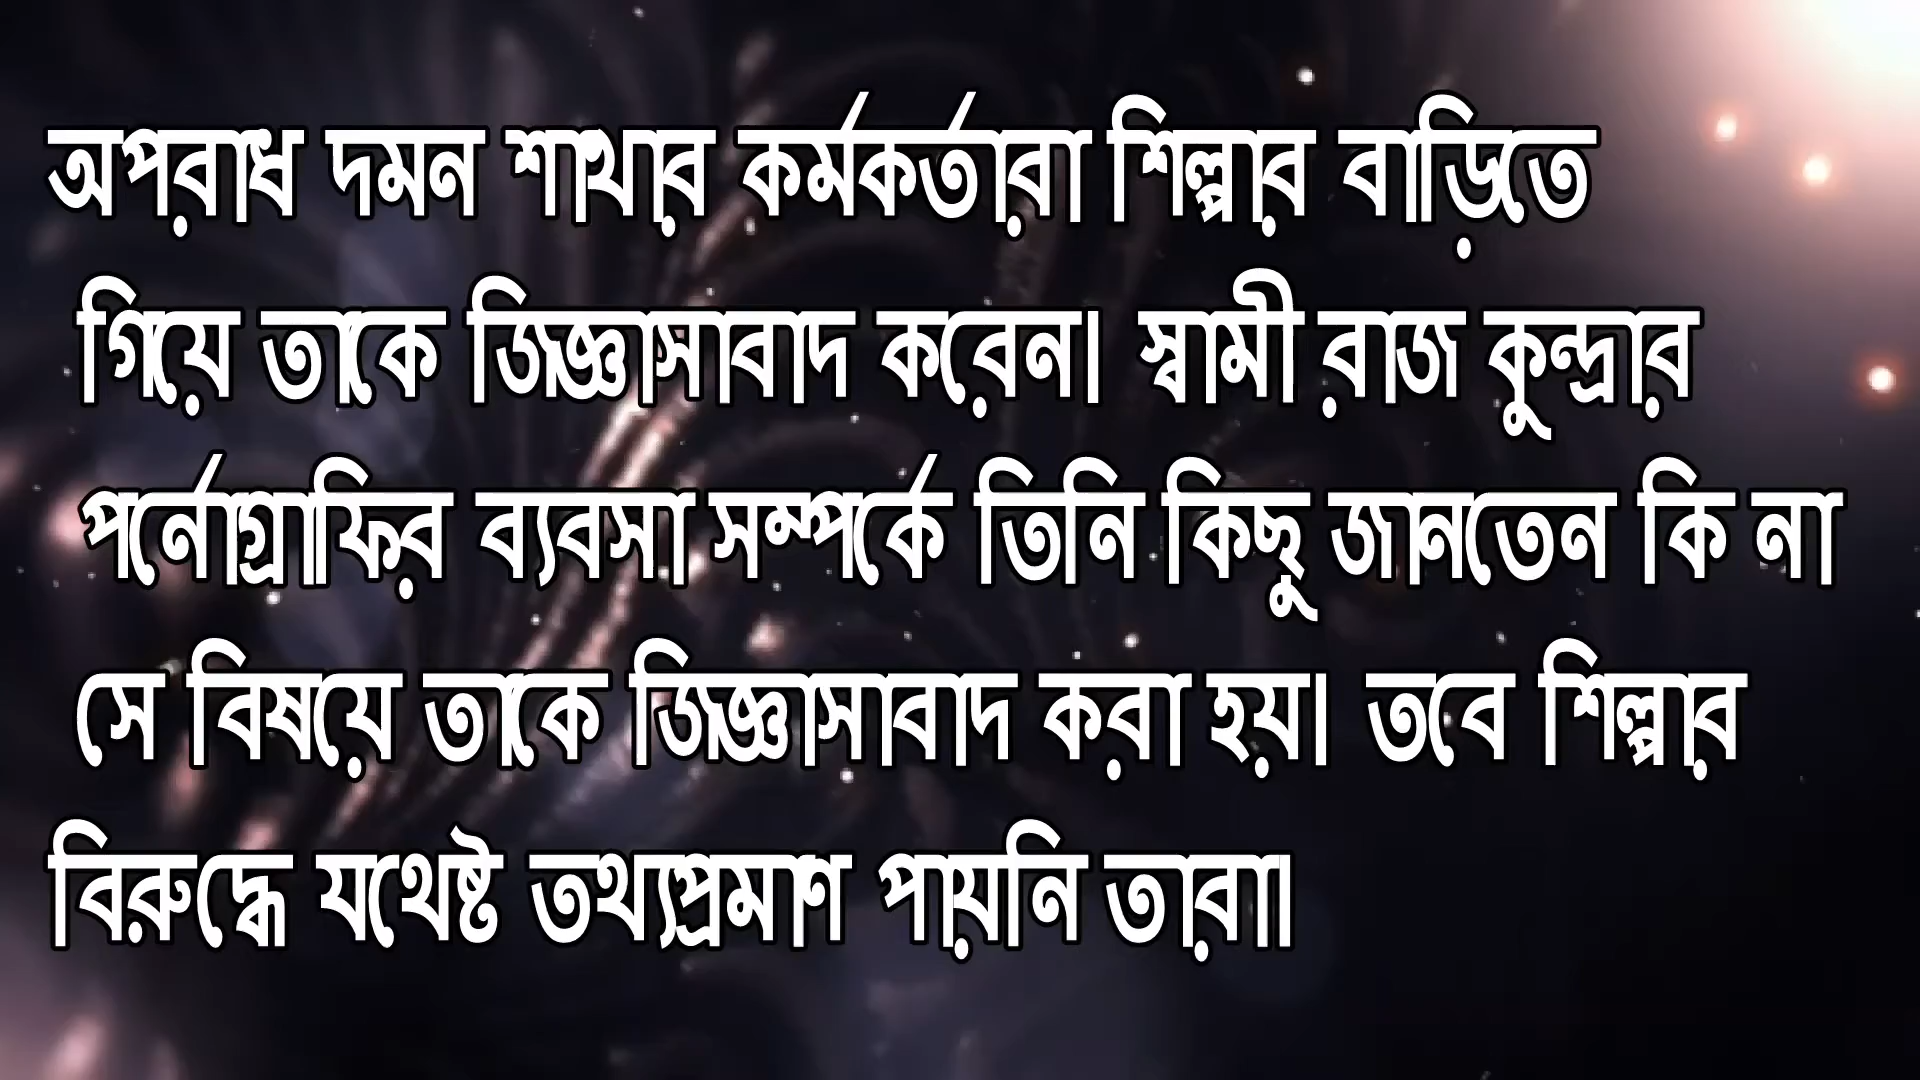 অপরাধ দমন শাখার কর্মকর্তারা শিল্পার বাড়িতে
গিয়ে তাকে জিজ্ঞাসাবাদ করেন। স্বামী রাজ কুন্দ্রার
পর্নোগ্রাফির ব্যবসা সম্পর্কে তিনি কিছু জানতেন কি না
সে বিষয়ে তাকে জিজ্ঞাসাবাদ করা হয়। তবে শিল্পার
বিরুদ্ধে যথেষ্ট তথ্যপ্রমাণ পায়নি তারা।